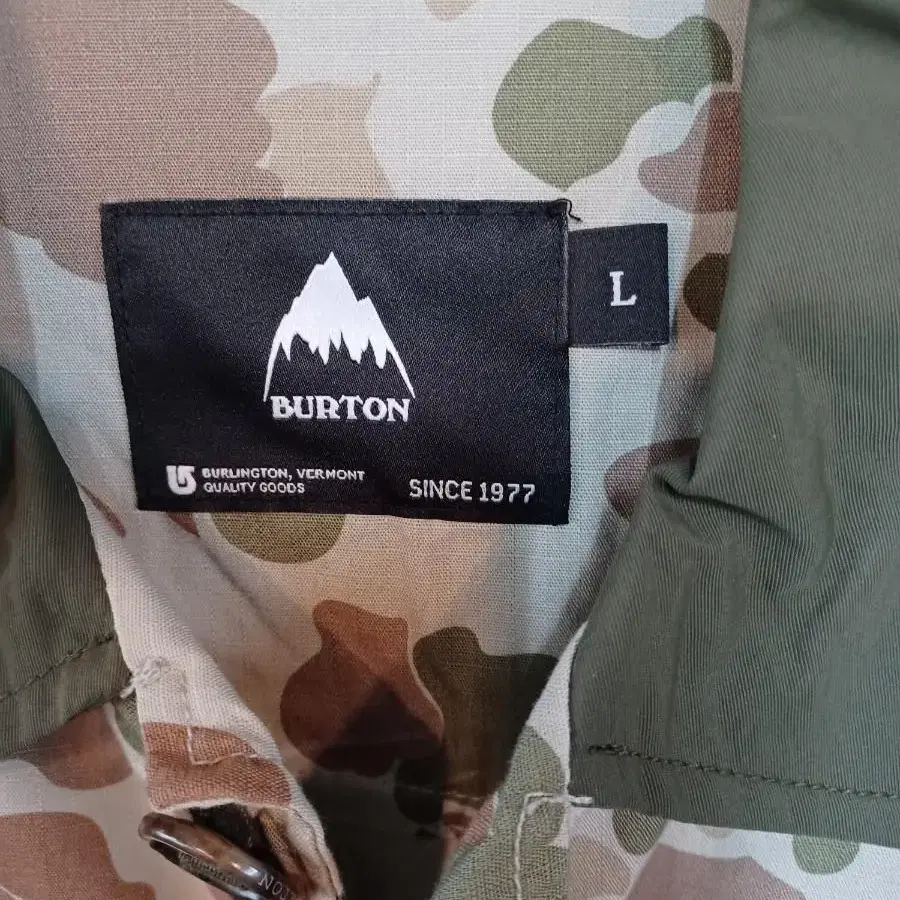 BURTON
L
BURLINGTON, VERMONT
QUALITY GOODS
SINCE 1977